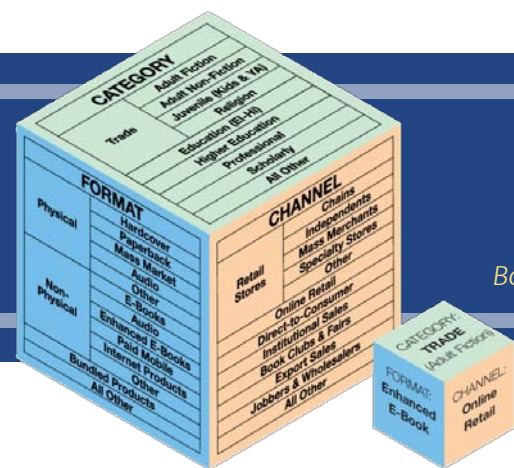 CATEGORY
Trade
Adult Fiction
Adult Non-Fiction
Juvenile (Kids & YA)
Religion
Education (El-Hi)
Higher Education
Professional
Scholarly
All Other
FORMAT
Physical
Hardcover
Paperback
Mass Market
Audio
Other
Non-
Physical
E-Books
Audio
Enhanced E-Books
Paid Mobile
Internet Products
Other
Bundled Products
All Other
CHANNEL
Retail
Stores
Chains
Independents
Mass Merchants
Specialty Stores
Other
Online Retail
Direct-to-Consumer
Institutional Sales
Book Clubs & Fairs
Export Sales
Jobbers & Wholesalers
All Other
Bo
CATEGORY:
TRADE
(Adult Fiction)
FORMAT:
Enhanced
E-Book
CHANNEL:
Online
Retail